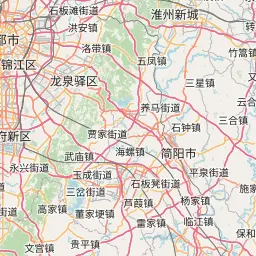 石板滩街道
淮州新城
都市
洪安镇
竹篙镇
洛带镇
五凤镇
锦江区
龙泉驿区
三星镇
云合镇
养马街道
府新区
贾家街道
石钟镇
三合镇
海螺镇
武庙镇
简阳市
永兴街道
玉成街道
平泉街道
石板凳街道
三岔街道
杨家镇
高家镇
芦葭镇
董家埂镇
雷家镇
临江镇
保和
文宫镇
贵平镇